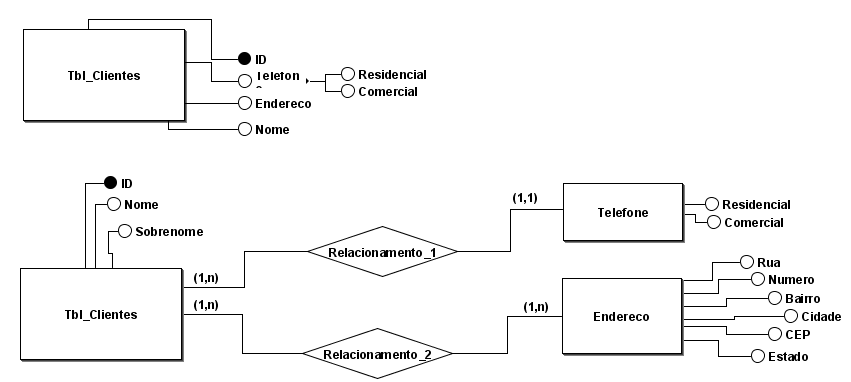 Tbl_Clientes
ID
Residencial
Comercial
Endereco
Nome
ID
Nome
Sobrenome
Tbl_Clientes
(1,n)
(1,n)
Relacionamento_1
Relacionamento_2
(1,1)
(1,n)
Telefone
Residencial
Comercial
Endereco
Rua
Numero
Bairro
Cidade
CEP
Estado